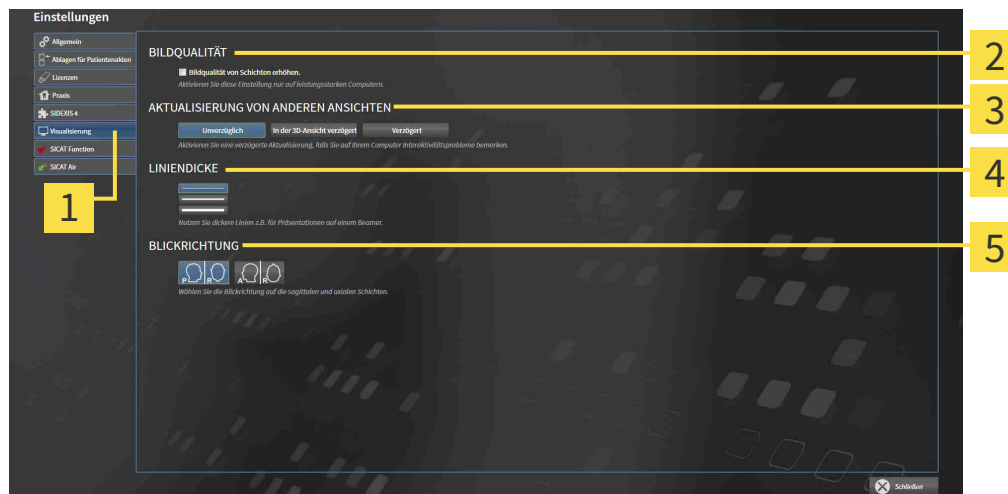 Einstellungen
Allgemein
Ablagen für Patientenakten
Lizenzen
Praxis
SIDEXIS 4
Visualisierung
SICAT Function
SICAT Air
1
BILDQUALITÄT
2
Bildqualität von Schichten erhöhen.
Aktivieren Sie diese Einstellung nur auf leistungsstarken Computern.
AKTUALISIERUNG VON ANDEREN ANSICHTEN
3
Unverzüglich In der 3D-Ansicht verzögert Verzögert
Aktivieren Sie eine verzögerte Aktualisierung, falls Sie auf Ihrem Computer Interaktivitätsprobleme bemerken.
LINIENDICKE
4
Nutzen Sie dickere Linien z.B. für Präsentationen auf einem Beamer.
BLICKRICHTUNG
5
P R A R
Wählen Sie die Blickrichtung auf die sagittalen und axialen Schichten.
Schließen